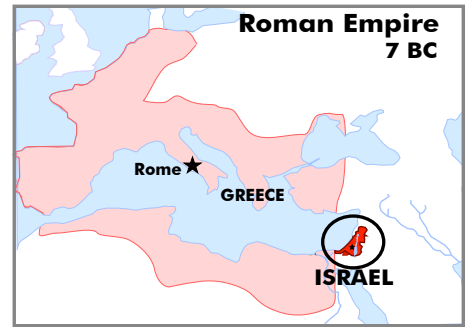 Roman Empire
7 BC
Rome
GREECE
ISRAEL